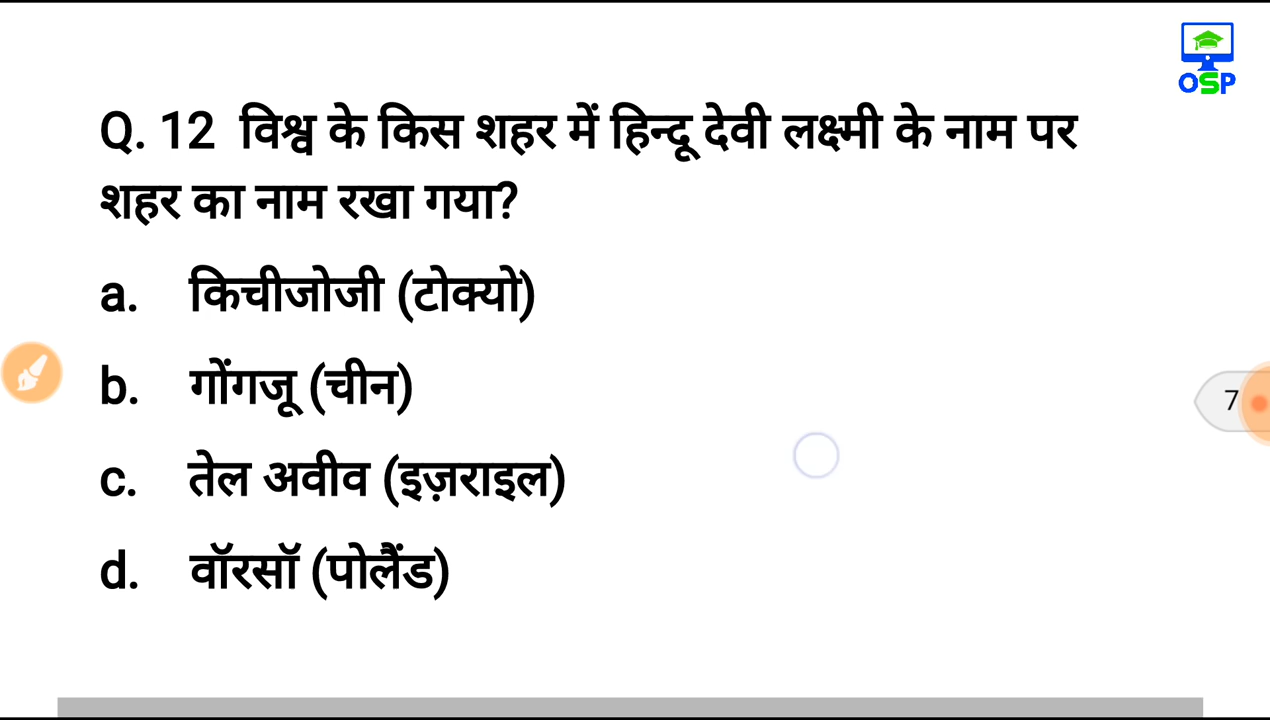 OSP
Q. 12 विश्व के किस शहर में हिन्दू देवी लक्ष्मी के नाम पर
शहर का नाम रखा गया?
a. किचीजोजी (टोक्यो)
b. गोंगजू (चीन)
7
c. तेल अवीव (इज़राइल)
d. वॉरसॉ (पोलैंड)